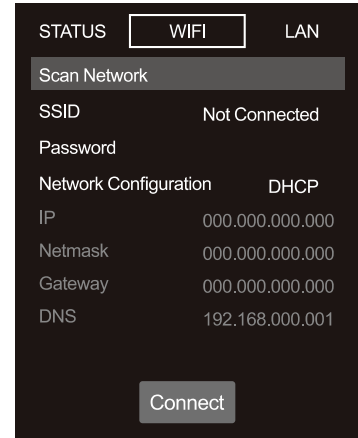 STATUS WIFI LAN
Scan Network
SSID Not Connected
Password
Network Configuration DHCP
IP 000.000.000.000
Netmask 000.000.000.000
Gateway 000.000.000.000
DNS 192.168.000.001
Connect